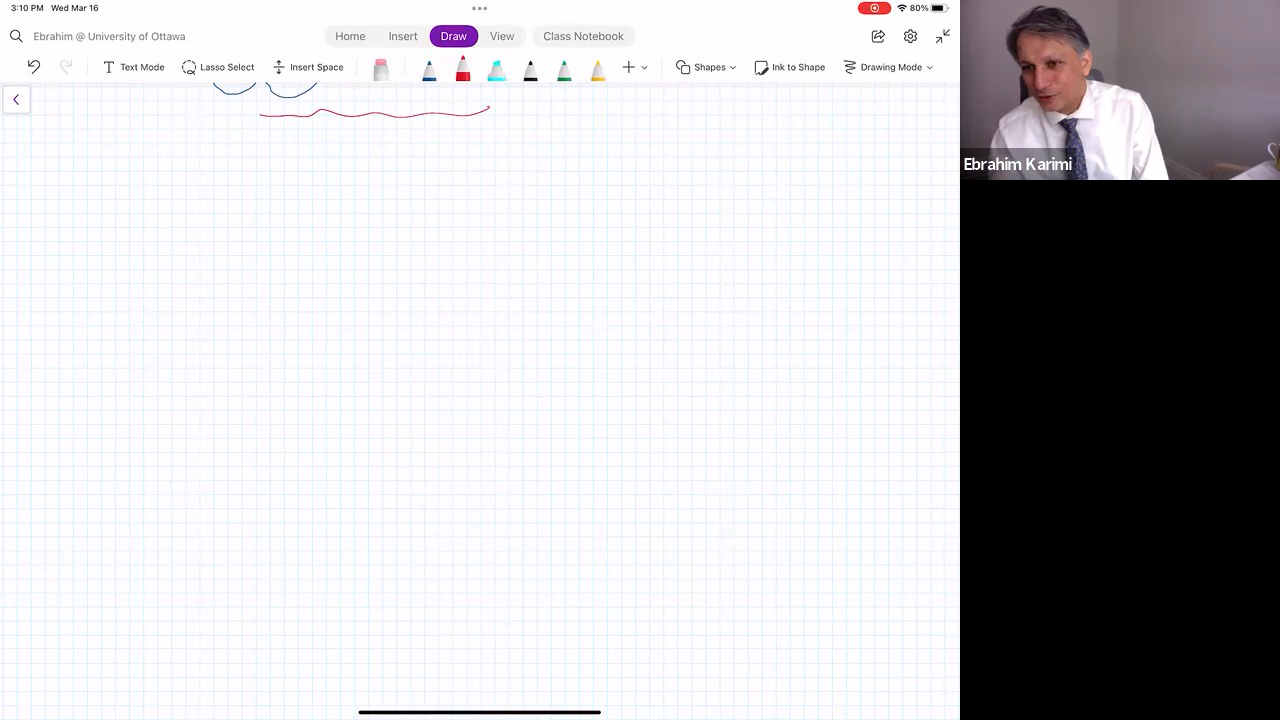 3:10 PM Wed Mar 16
80%
Ebrahim @ University of Ottawa
Home
Insert
Draw
View
Class Notebook
Text Mode
Lasso Select
Insert Space
Shapes
Ink to Shape
Drawing Mode
Ebrahim Karimi